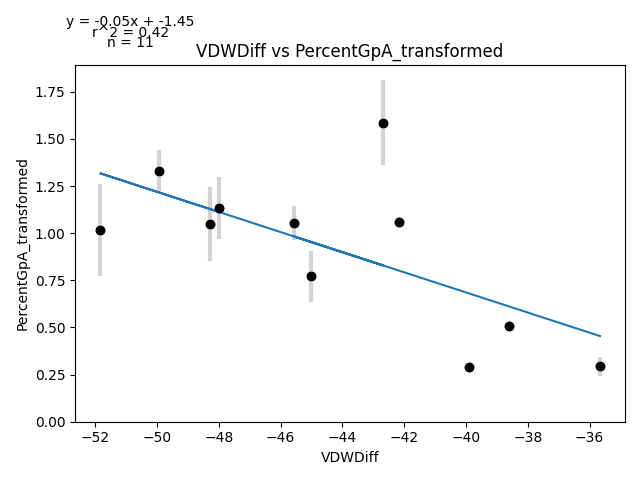 y = -0.05x + -1.45
r^2 = 0.42
n = 11
VDWDiff vs PercentGpA_transformed
1.75
1.50
1.25
1.00
0.75
0.50
0.25
0.00
PercentGpA_transformed
−52 −50 −48 −46 −44 −42 −40 −38 −36
VDWDiff